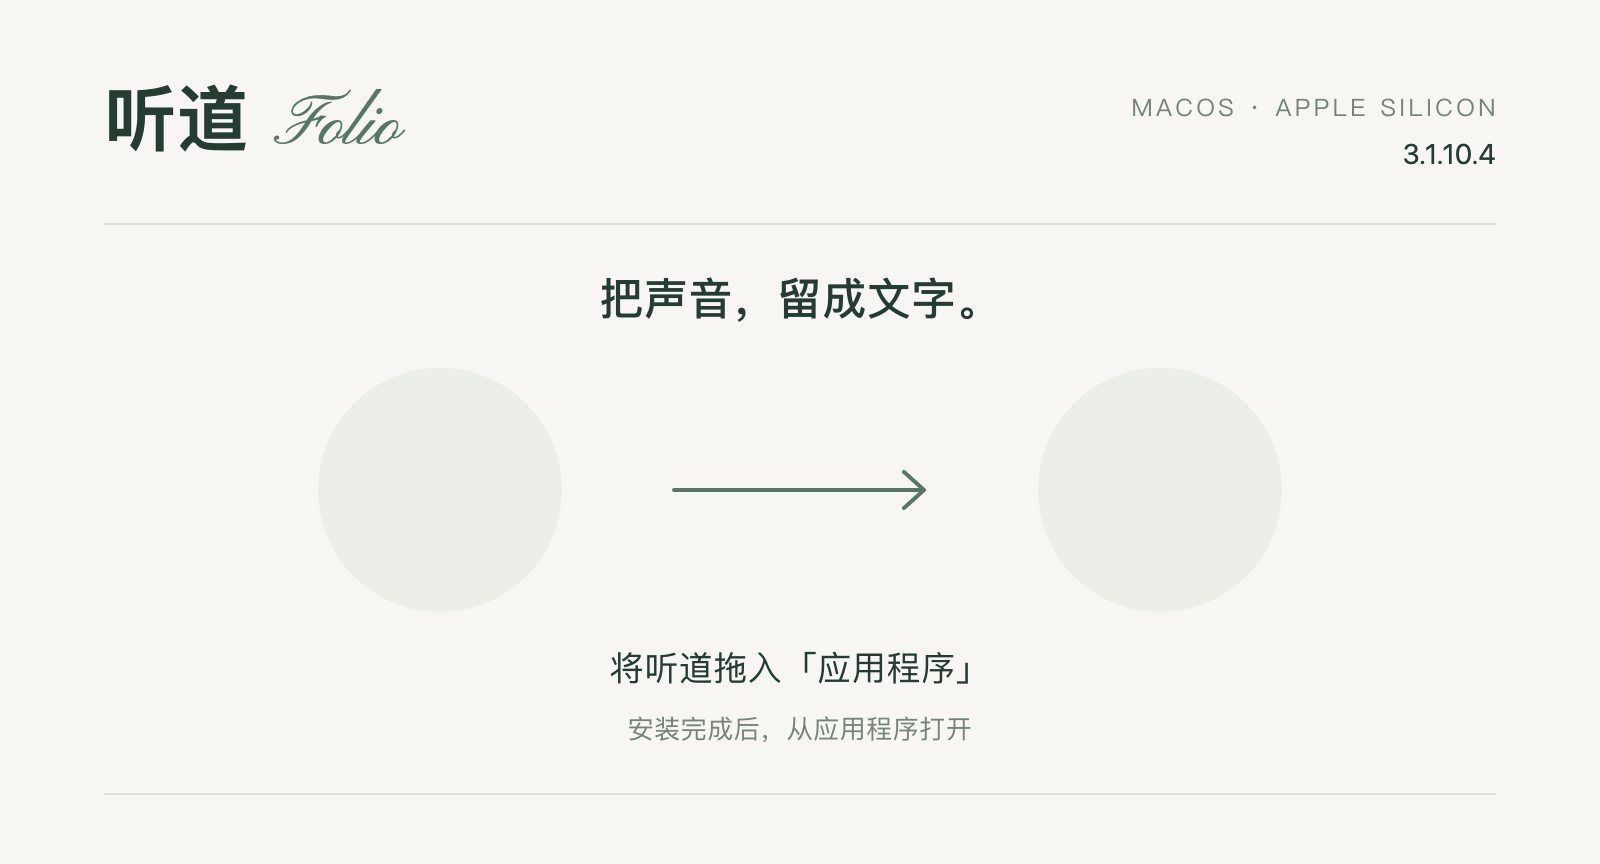 听道 Folio
MACOS · APPLE SILICON
3.1.10.4
把声音，留成文字。
将听道拖入「应用程序」
安装完成后，从应用程序打开